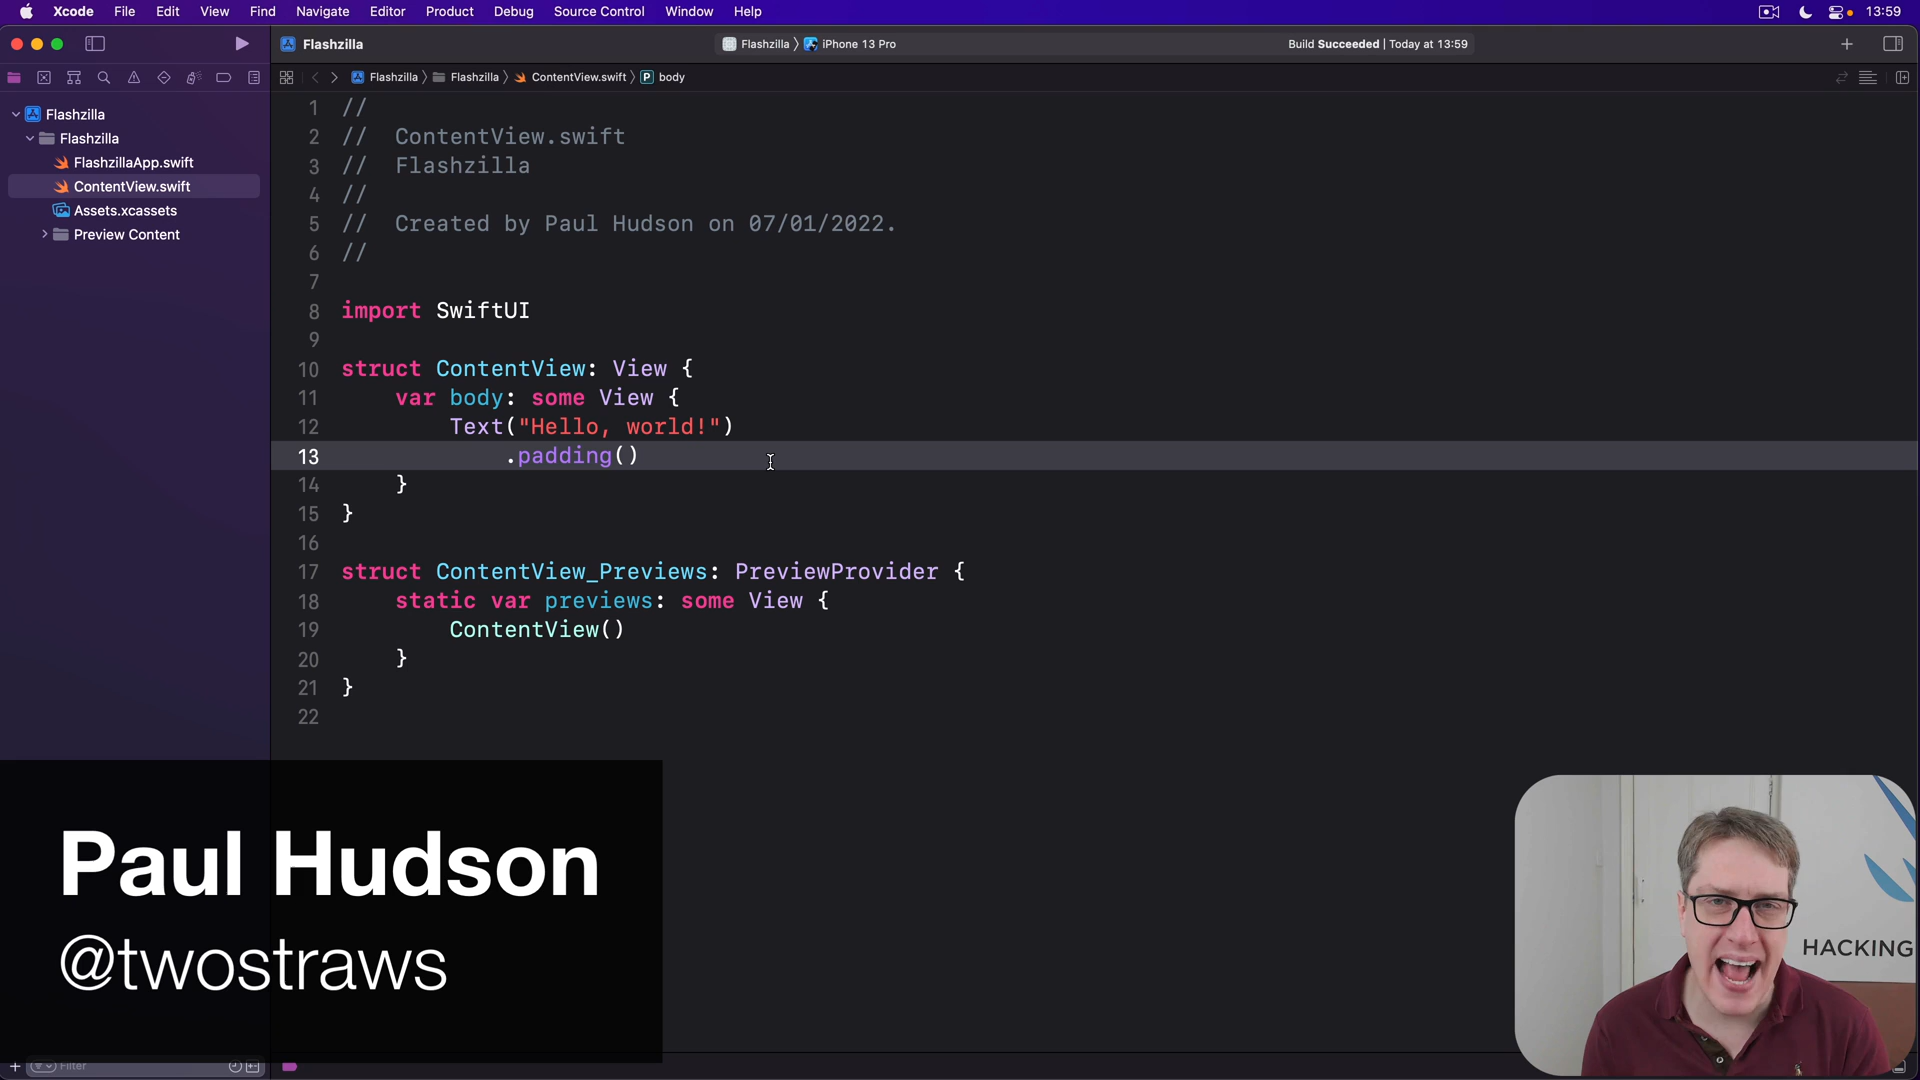 Xcode File Edit View Find Navigate Editor Product Debug Source Control Window Help 13:59
Flashzilla Flashzilla iPhone 13 Pro Build Succeeded | Today at 13:59
Flashzilla Flashzilla ContentView.swift P body
Flashzilla
Flashzilla
FlashzillaApp.swift
ContentView.swift
Assets.xcassets
Preview Content
1 //
2 // ContentView.swift
3 // Flashzilla
4 //
5 // Created by Paul Hudson on 07/01/2022.
6 //
7
8 import SwiftUI
9
10 struct ContentView: View {
11 var body: some View {
12 Text("Hello, world!")
13 .padding()
14 }
15 }
16
17 struct ContentView_Previews: PreviewProvider {
18 static var previews: some View {
19 ContentView()
20 }
21 }
22
Paul Hudson
@twostraws
HACKING
Filter